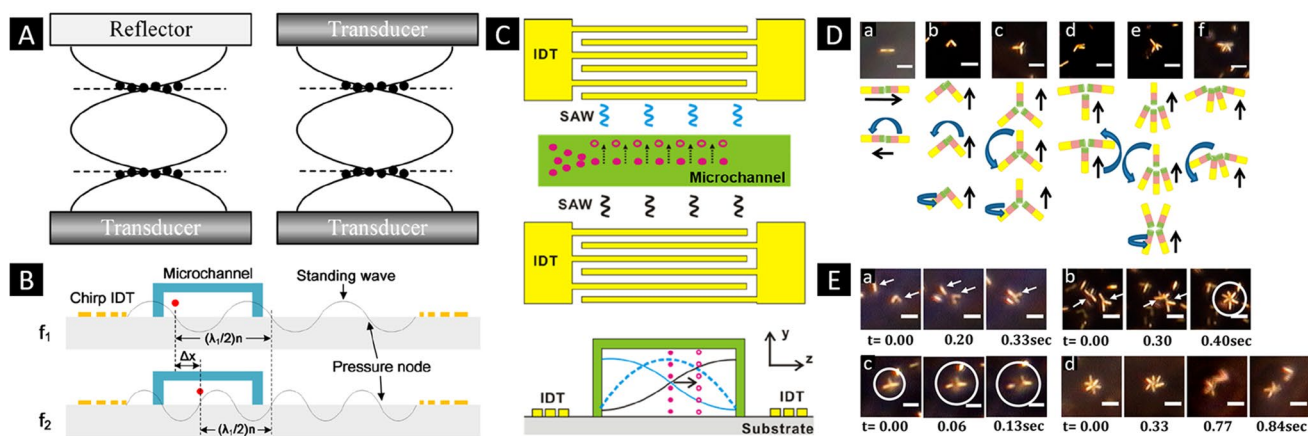 A
Reflector
Transducer
Transducer
Transducer
B
Microchannel
Standing wave
Chirp IDT
f1
(λ1/2)n
Δx
Pressure node
f2
(λ1/2)n
C
IDT
SAW
Microchannel
SAW
IDT
y
z
IDT
IDT
Substrate
D
a
b
c
d
e
f
E
a
b
t= 0.00 0.20 0.33sec
t= 0.00 0.30 0.40sec
c
d
t= 0.00 0.06 0.13sec
t= 0.00 0.33 0.77 0.84sec